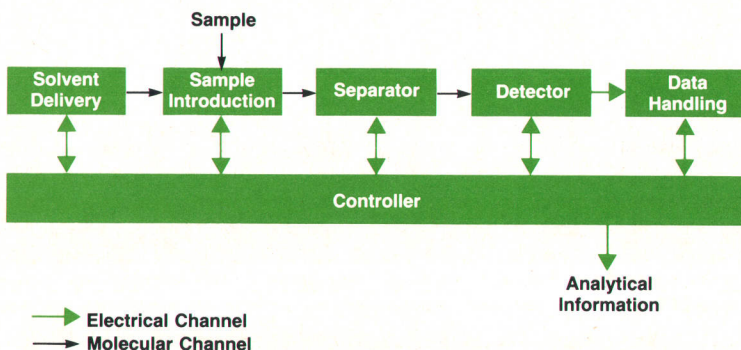 Sample
Solvent
Delivery
Sample
Introduction
Separator
Detector
Data
Handling
Controller
Analytical
Information
Electrical Channel
Molecular Channel